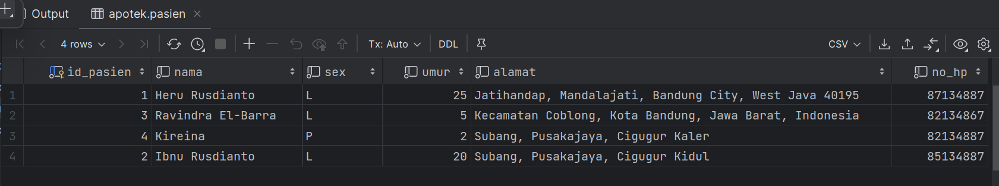 Output apotek.pasien
4 rows Tx: Auto DDL CSV
id_pasien nama sex umur alamat no_hp
1 1 Heru Rusdianto L 25 Jatihandap, Mandalajati, Bandung City, West Java 40195 87134887
2 3 Ravindra El-Barra L 5 Kecamatan Coblong, Kota Bandung, Jawa Barat, Indonesia 82134867
3 4 Kireina P 2 Subang, Pusakajaya, Cigugur Kaler 82134887
4 2 Ibnu Rusdianto L 20 Subang, Pusakajaya, Cigugur Kidul 85134887